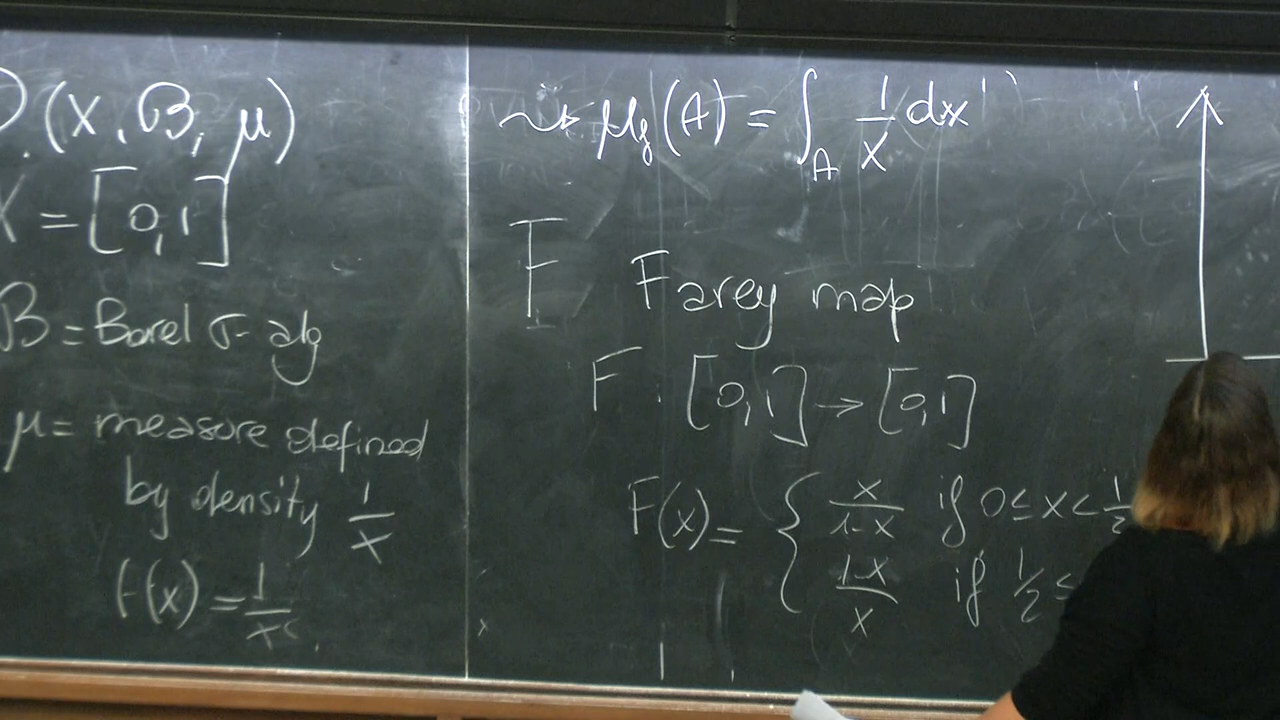 (X, B, μ)
X = [0,1]
B = Borel σ-alg
μ = measure defined
by density 1/x
f(x) = 1/x
⇝ μ_f(A) = ∫_A 1/x dx
F Farey map
F : [0,1] → [0,1]
F(x) = { x/(1-x) if 0 ≤ x < 1/2
(1-x)/x if 1/2 ≤